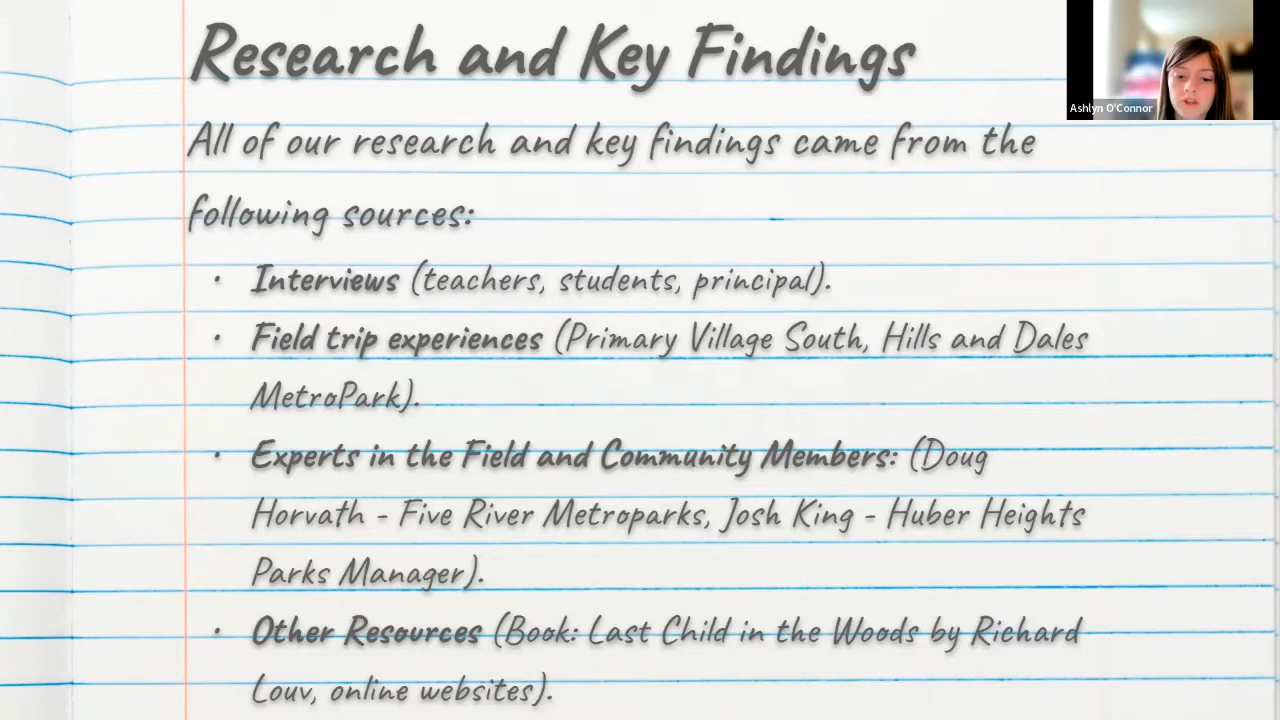 Research and Key Findings
Ashlyn O'Connor
All of our research and key findings came from the
following sources:
• Interviews (teachers, students, principal).
• Field trip experiences (Primary Village South, Hills and Dales
MetroPark).
• Experts in the Field and Community Members: (Doug
Horvath - Five River Metroparks, Josh King - Huber Heights
Parks Manager).
• Other Resources (Book: Last Child in the Woods by Richard
Louv, online websites).